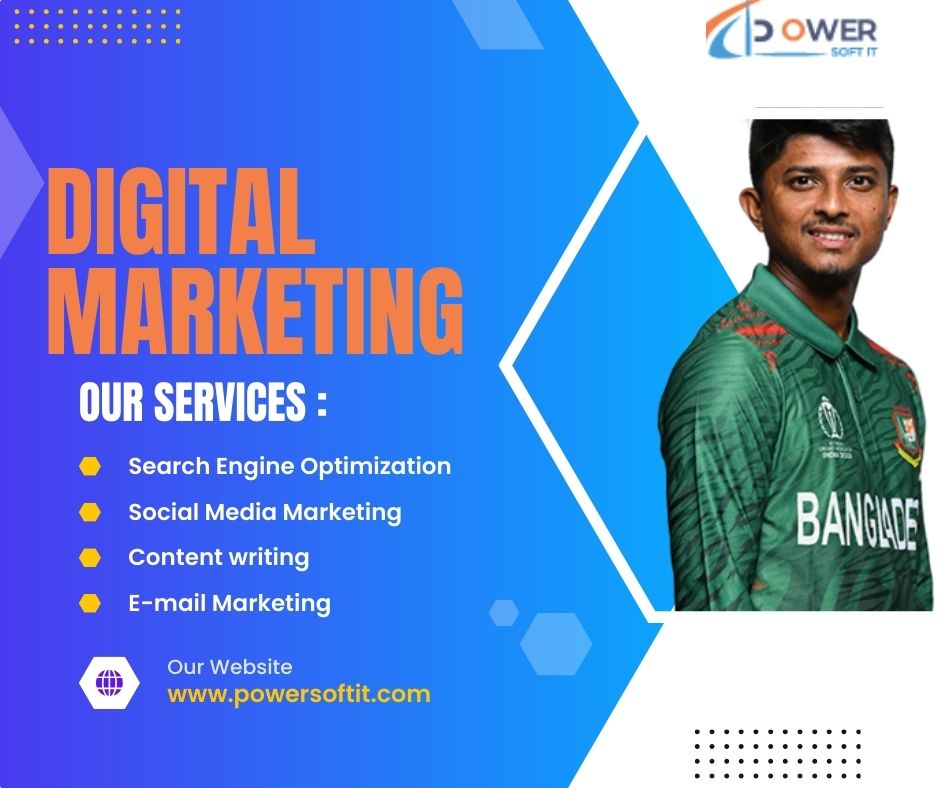 POWER
SOFT IT
DIGITAL
MARKETING
OUR SERVICES :
Search Engine Optimization
Social Media Marketing
Content writing
E-mail Marketing
Our Website
www.powersoftit.com
BANGLADE